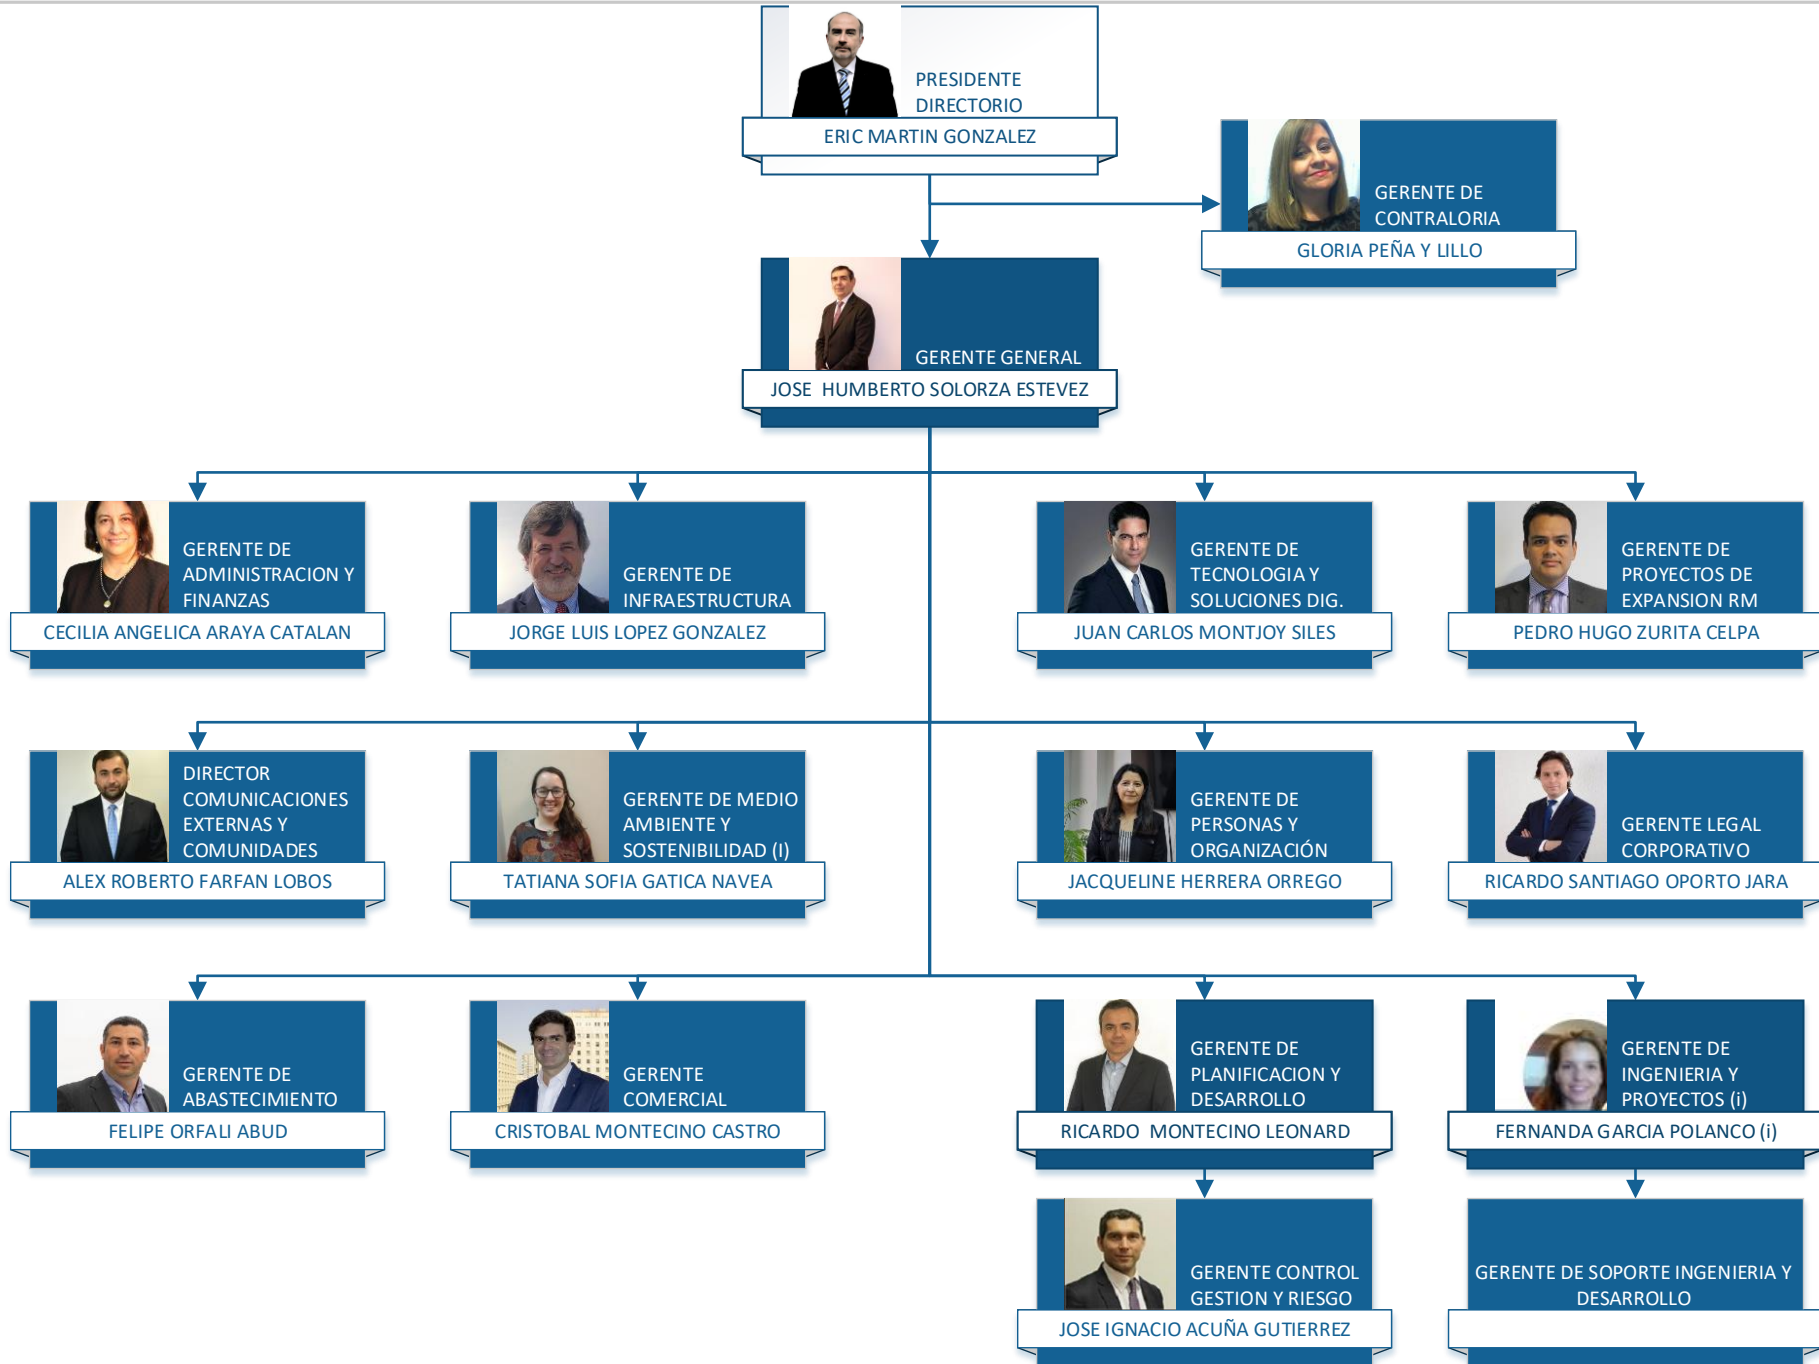 PRESIDENTE
DIRECTORIO
ERIC MARTIN GONZALEZ
GERENTE DE
CONTRALORIA
GLORIA PEÑA Y LILLO
GERENTE GENERAL
JOSE HUMBERTO SOLORZA ESTEVEZ
GERENTE DE
ADMINISTRACION Y
FINANZAS
CECILIA ANGELICA ARAYA CATALAN
GERENTE DE
INFRAESTRUCTURA
JORGE LUIS LOPEZ GONZALEZ
GERENTE DE
TECNOLOGIA Y
SOLUCIONES DIG.
JUAN CARLOS MONTJOY SILES
GERENTE DE
PROYECTOS DE
EXPANSION RM
PEDRO HUGO ZURITA CELPA
DIRECTOR
COMUNICACIONES
EXTERNAS Y
COMUNIDADES
ALEX ROBERTO FARFAN LOBOS
GERENTE DE MEDIO
AMBIENTE Y
SOSTENIBILIDAD (I)
TATIANA SOFIA GATICA NAVEA
GERENTE DE
PERSONAS Y
ORGANIZACIÓN
JACQUELINE HERRERA ORREGO
GERENTE LEGAL
CORPORATIVO
RICARDO SANTIAGO OPORTO JARA
GERENTE DE
ABASTECIMIENTO
FELIPE ORFALI ABUD
GERENTE
COMERCIAL
CRISTOBAL MONTECINO CASTRO
GERENTE DE
PLANIFICACION Y
DESARROLLO
RICARDO MONTECINO LEONARD
GERENTE DE
INGENIERIA Y
PROYECTOS (i)
FERNANDA GARCIA POLANCO (i)
GERENTE CONTROL
GESTION Y RIESGO
JOSE IGNACIO ACUÑA GUTIERREZ
GERENTE DE SOPORTE INGENIERIA Y
DESARROLLO